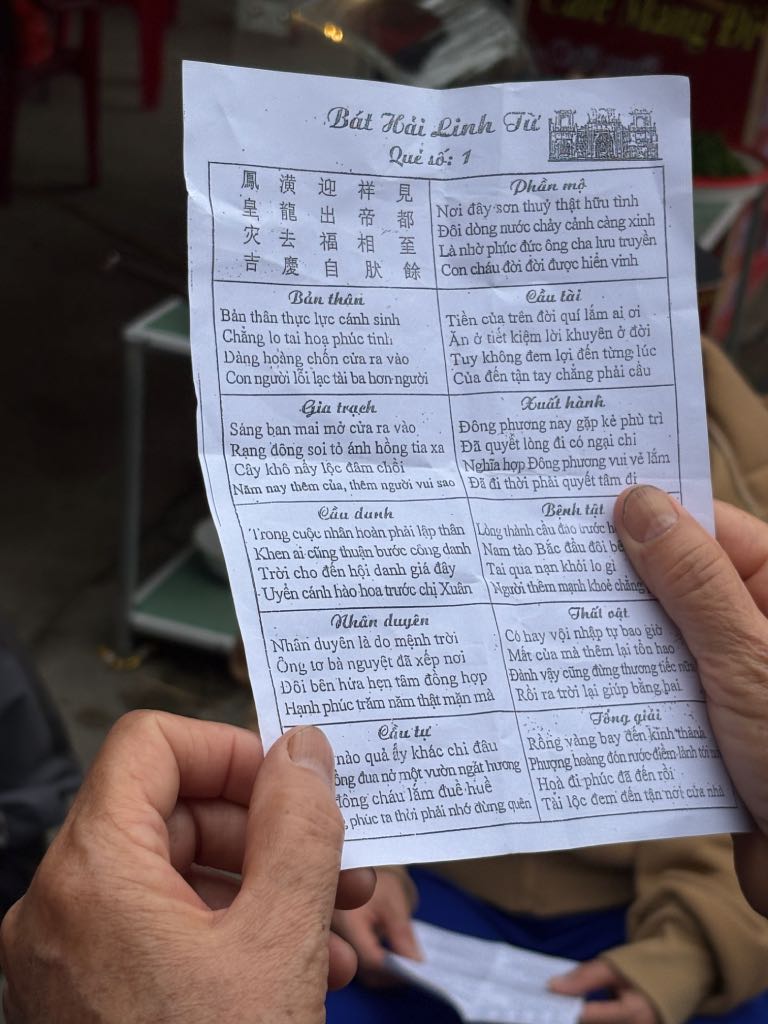 Cafe Mang Đi
Bát Hải Linh Từ
Quẻ số: 1
鳳 潢 迎 祥 見
皇 龍 出 帝 都
灾 去 福 相 至
吉 慶 自 肰 餘
Phần mộ
Nơi đây sơn thuỷ thật hữu tình
Đôi dòng nước chảy cảnh càng xinh
Là nhờ phúc đức ông cha lưu truyền
Con cháu đời đời được hiển vinh
Bản thân
Bản thân thực lực cánh sinh
Chẳng lo tai hoạ phúc tinh
Dàng hoàng chốn cửa ra vào
Con người lỗi lạc tài ba hơn người
Cầu tài
Tiền của trên đời quí lắm ai ơi
Ăn ở tiết kiệm lời khuyên ở đời
Tuy không đem lợi đến từng lúc
Của đến tận tay chẳng phải cầu
Gia trạch
Sáng ban mai mở cửa ra vào
Rạng đông soi tỏ ánh hồng tia xa
Cây khô nẩy lộc đâm chồi
Năm nay thêm của, thêm người vui sao
Xuất hành
Đông phương nay gặp kẻ phù trì
Đã quyết lòng đi có ngại chi
Nghĩa hợp Đông phương vui vẻ lắm
Đã đi thời phải quyết tâm đi
Cầu danh
Trong cuộc nhân hoàn phải lập thân
Khen ai cũng thuận bước công danh
Trời cho đến hội danh giá đây
Uyển cánh hào hoa trước chị Xuân
Bệnh tật
Lòng thành cầu đảo trước
Nam tào Bắc đẩu đôi
Tai qua nạn khỏi lo gì
Người thêm mạnh khoẻ chẳng
Nhân duyên
Nhân duyên là do mệnh trời
Ông tơ bà nguyệt đã xếp nơi
Đôi bên hứa hẹn tâm đồng hợp
Hạnh phúc trăm năm thật mặn mà
Thất vật
Có hay vội nhập tự bao giờ
Mất của mà thêm lại tổn hao
Đành vậy cũng đừng thương tiếc
Rồi ra trời lại giúp bằng hai
Cầu tự
nào quả ấy khác chi đâu
đua nở một vườn ngát hương
cháu lắm đuề huề
phúc ta thời phải nhớ đừng quên
Tổng giải
Rồng vàng bay đến kinh thành
Phượng hoàng đón rước điềm lành tới
Hoạ đi phúc đã đến rồi
Tài lộc đem đến tận nơi cửa nhà